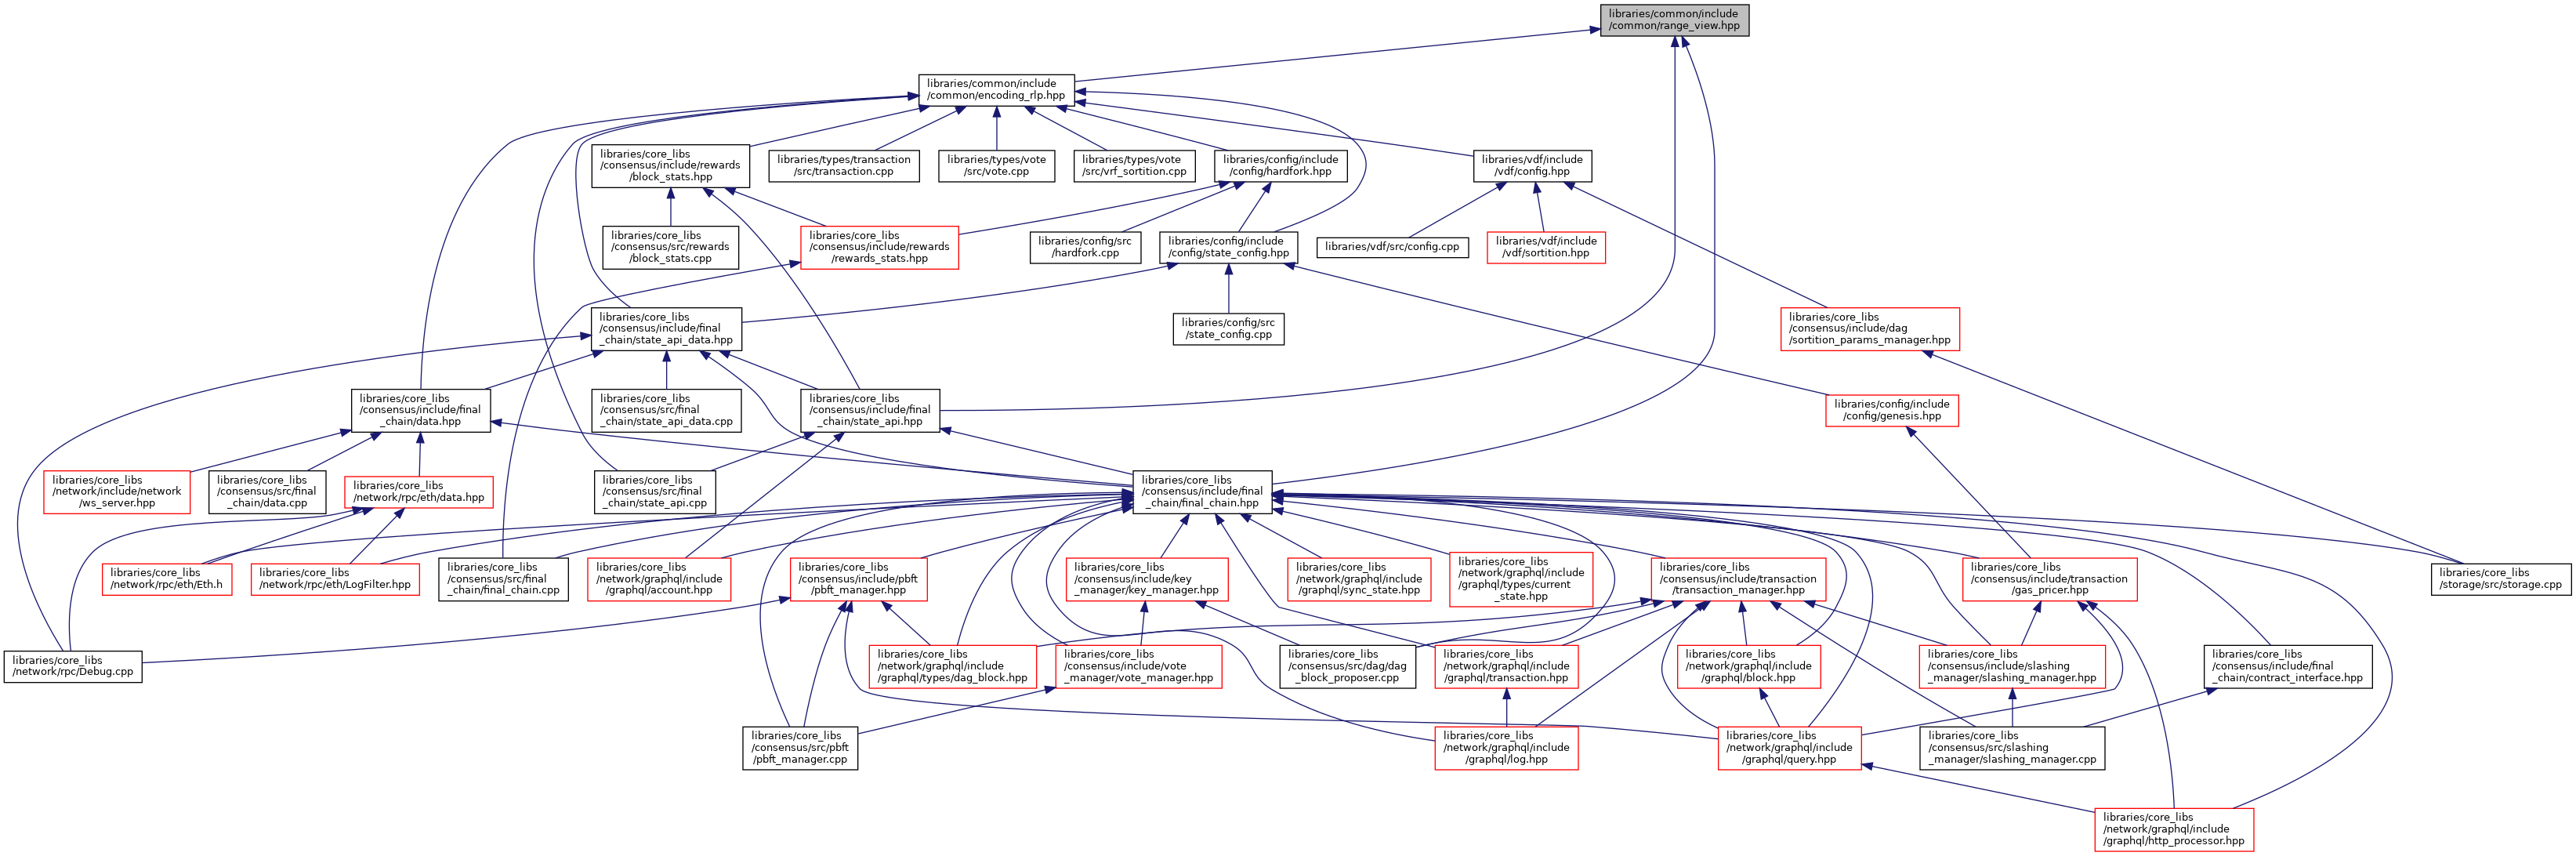 libraries/common/include
/common/range_view.hpp
libraries/common/include
/common/encoding_rlp.hpp
libraries/core_libs
/consensus/include/rewards
/block_stats.hpp
libraries/types/transaction
/src/transaction.cpp
libraries/types/vote
/src/vote.cpp
libraries/types/vote
/src/vrf_sortition.cpp
libraries/config/include
/config/hardfork.hpp
libraries/vdf/include
/vdf/config.hpp
libraries/core_libs
/consensus/src/rewards
/block_stats.cpp
libraries/core_libs
/consensus/include/rewards
/rewards_stats.hpp
libraries/config/src
/hardfork.cpp
libraries/config/include
/config/state_config.hpp
libraries/vdf/src/config.cpp
libraries/vdf/include
/vdf/sortition.hpp
libraries/core_libs
/consensus/include/final
_chain/state_api_data.hpp
libraries/config/src
/state_config.cpp
libraries/core_libs
/consensus/include/dag
/sortition_params_manager.hpp
libraries/core_libs
/consensus/include/final
_chain/data.hpp
libraries/core_libs
/consensus/src/final
_chain/state_api_data.cpp
libraries/core_libs
/consensus/include/final
_chain/state_api.hpp
libraries/config/include
/config/genesis.hpp
libraries/core_libs
/network/include/network
/ws_server.hpp
libraries/core_libs
/consensus/src/final
_chain/data.cpp
libraries/core_libs
/network/rpc/eth/data.hpp
libraries/core_libs
/consensus/src/final
_chain/state_api.cpp
libraries/core_libs
/consensus/include/final
_chain/final_chain.hpp
libraries/core_libs
/network/rpc/eth/Eth.h
libraries/core_libs
/network/rpc/eth/LogFilter.hpp
libraries/core_libs
/consensus/src/final
_chain/final_chain.cpp
libraries/core_libs
/network/graphql/include
/graphql/account.hpp
libraries/core_libs
/consensus/include/pbft
/pbft_manager.hpp
libraries/core_libs
/consensus/include/key
_manager/key_manager.hpp
libraries/core_libs
/network/graphql/include
/graphql/sync_state.hpp
libraries/core_libs
/network/graphql/include
/graphql/types/current
_state.hpp
libraries/core_libs
/consensus/include/transaction
/transaction_manager.hpp
libraries/core_libs
/consensus/include/transaction
/gas_pricer.hpp
libraries/core_libs
/storage/src/storage.cpp
libraries/core_libs
/network/rpc/Debug.cpp
libraries/core_libs
/network/graphql/include
/graphql/types/dag_block.hpp
libraries/core_libs
/consensus/include/vote
_manager/vote_manager.hpp
libraries/core_libs
/consensus/src/dag/dag
_block_proposer.cpp
libraries/core_libs
/network/graphql/include
/graphql/transaction.hpp
libraries/core_libs
/network/graphql/include
/graphql/block.hpp
libraries/core_libs
/consensus/include/slashing
_manager/slashing_manager.hpp
libraries/core_libs
/consensus/include/final
_chain/contract_interface.hpp
libraries/core_libs
/consensus/src/pbft
/pbft_manager.cpp
libraries/core_libs
/network/graphql/include
/graphql/log.hpp
libraries/core_libs
/network/graphql/include
/graphql/query.hpp
libraries/core_libs
/consensus/src/slashing
_manager/slashing_manager.cpp
libraries/core_libs
/network/graphql/include
/graphql/http_processor.hpp